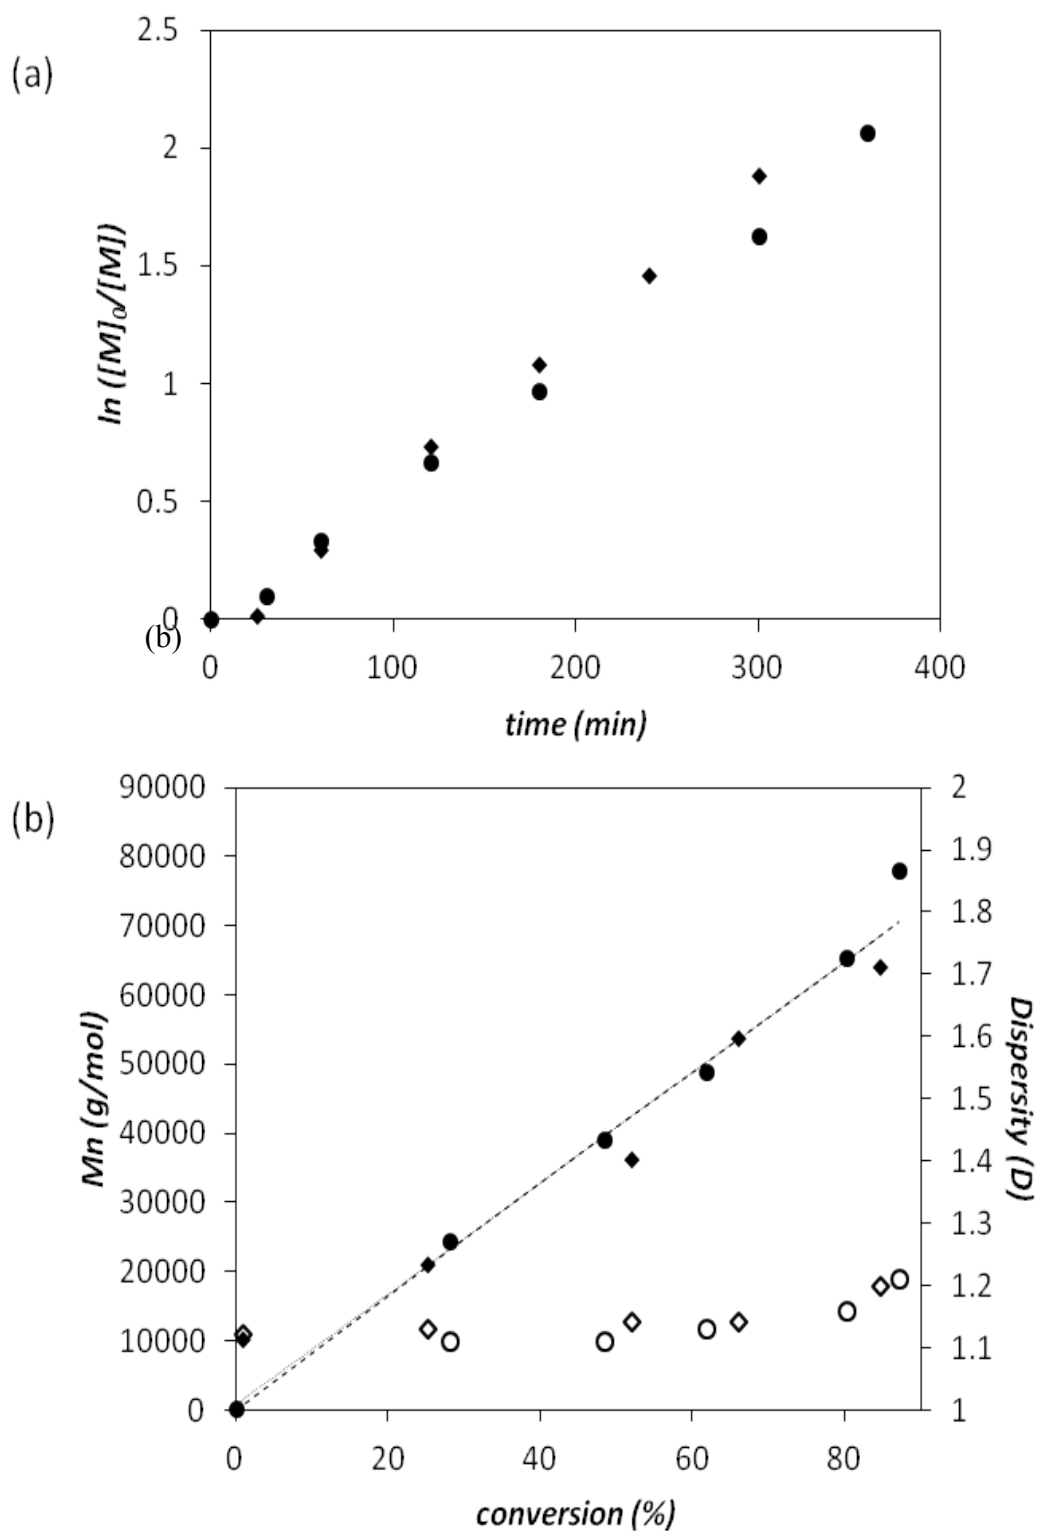 (a)
2.5
2
1.5
1
0.5
0
ln ([M]₀/[M])
(b)
0 100 200 300 400
time (min)
(b)
90000
80000
70000
60000
50000
40000
30000
20000
10000
0
Mn (g/mol)
2
1.9
1.8
1.7
1.6
1.5
1.4
1.3
1.2
1.1
1
Dispersity (D)
0 20 40 60 80
conversion (%)